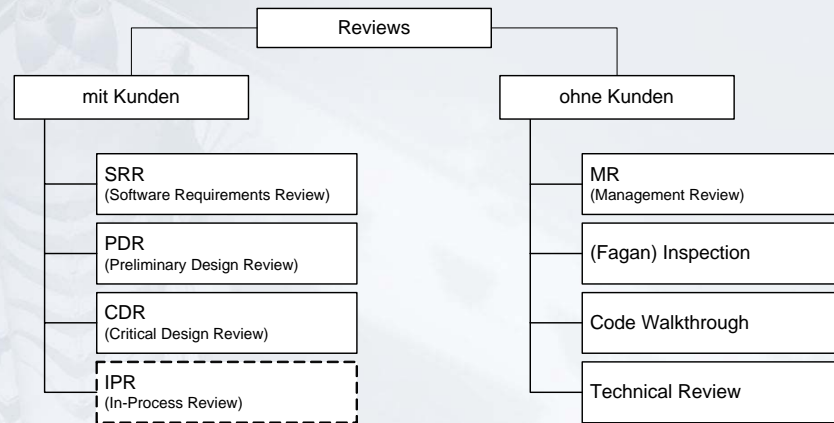 Reviews
mit Kunden
SRR
(Software Requirements Review)
PDR
(Preliminary Design Review)
CDR
(Critical Design Review)
IPR
(In-Process Review)
ohne Kunden
MR
(Management Review)
(Fagan) Inspection
Code Walkthrough
Technical Review